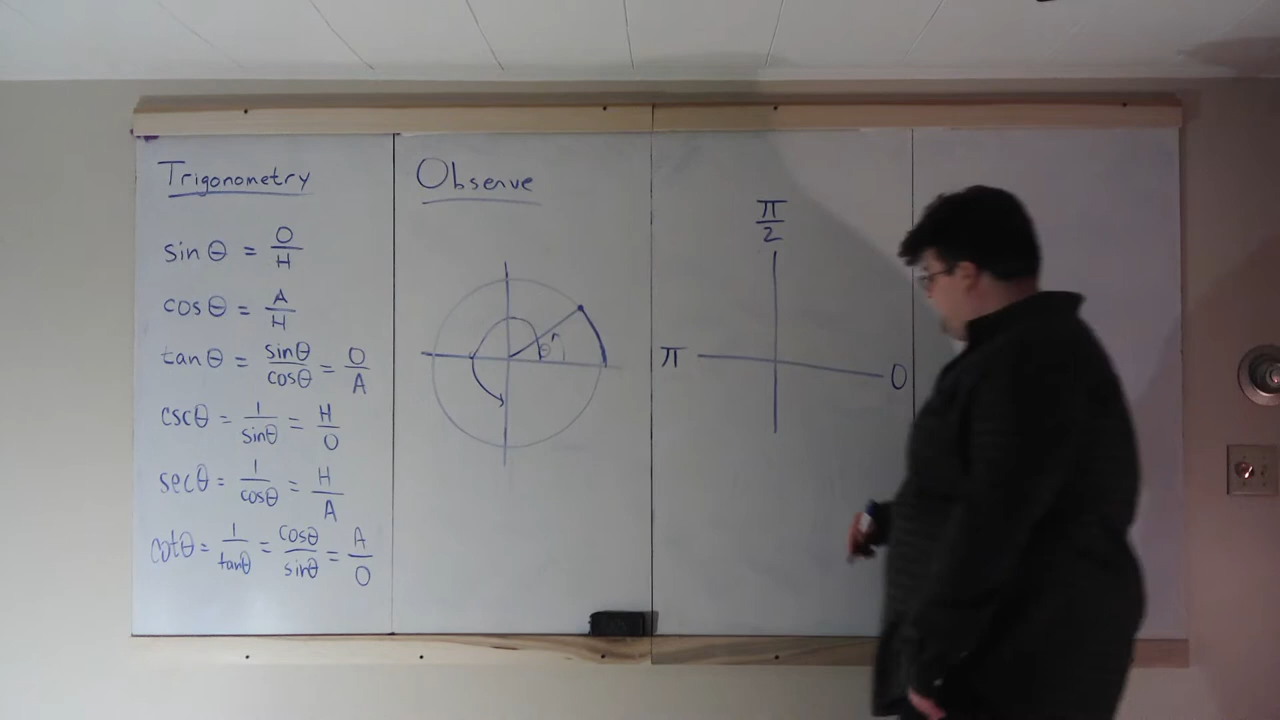 Trigonometry
sin θ = O/H
cos θ = A/H
tan θ = sinθ/cosθ = O/A
csc θ = 1/sinθ = H/O
sec θ = 1/cosθ = H/A
cot θ = 1/tanθ = cosθ/sinθ = A/O
Observe
π/2
π
0